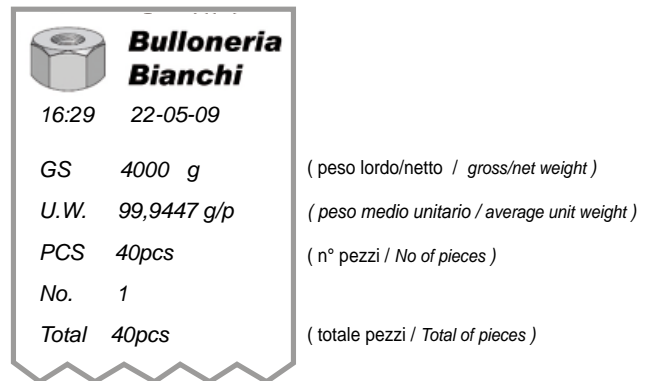 Bulloneria
Bianchi
16:29 22-05-09
GS 4000 g ( peso lordo/netto / gross/net weight )
U.W. 99,9447 g/p ( peso medio unitario / average unit weight )
PCS 40pcs ( n° pezzi / No of pieces )
No. 1
Total 40pcs ( totale pezzi / Total of pieces )